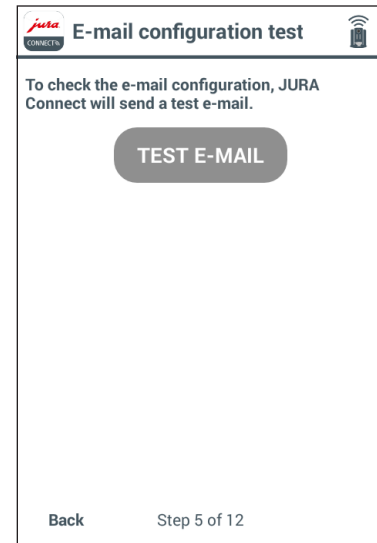 jura
CONNECT
E-mail configuration test
To check the e-mail configuration, JURA
Connect will send a test e-mail.
TEST E-MAIL
Back
Step 5 of 12